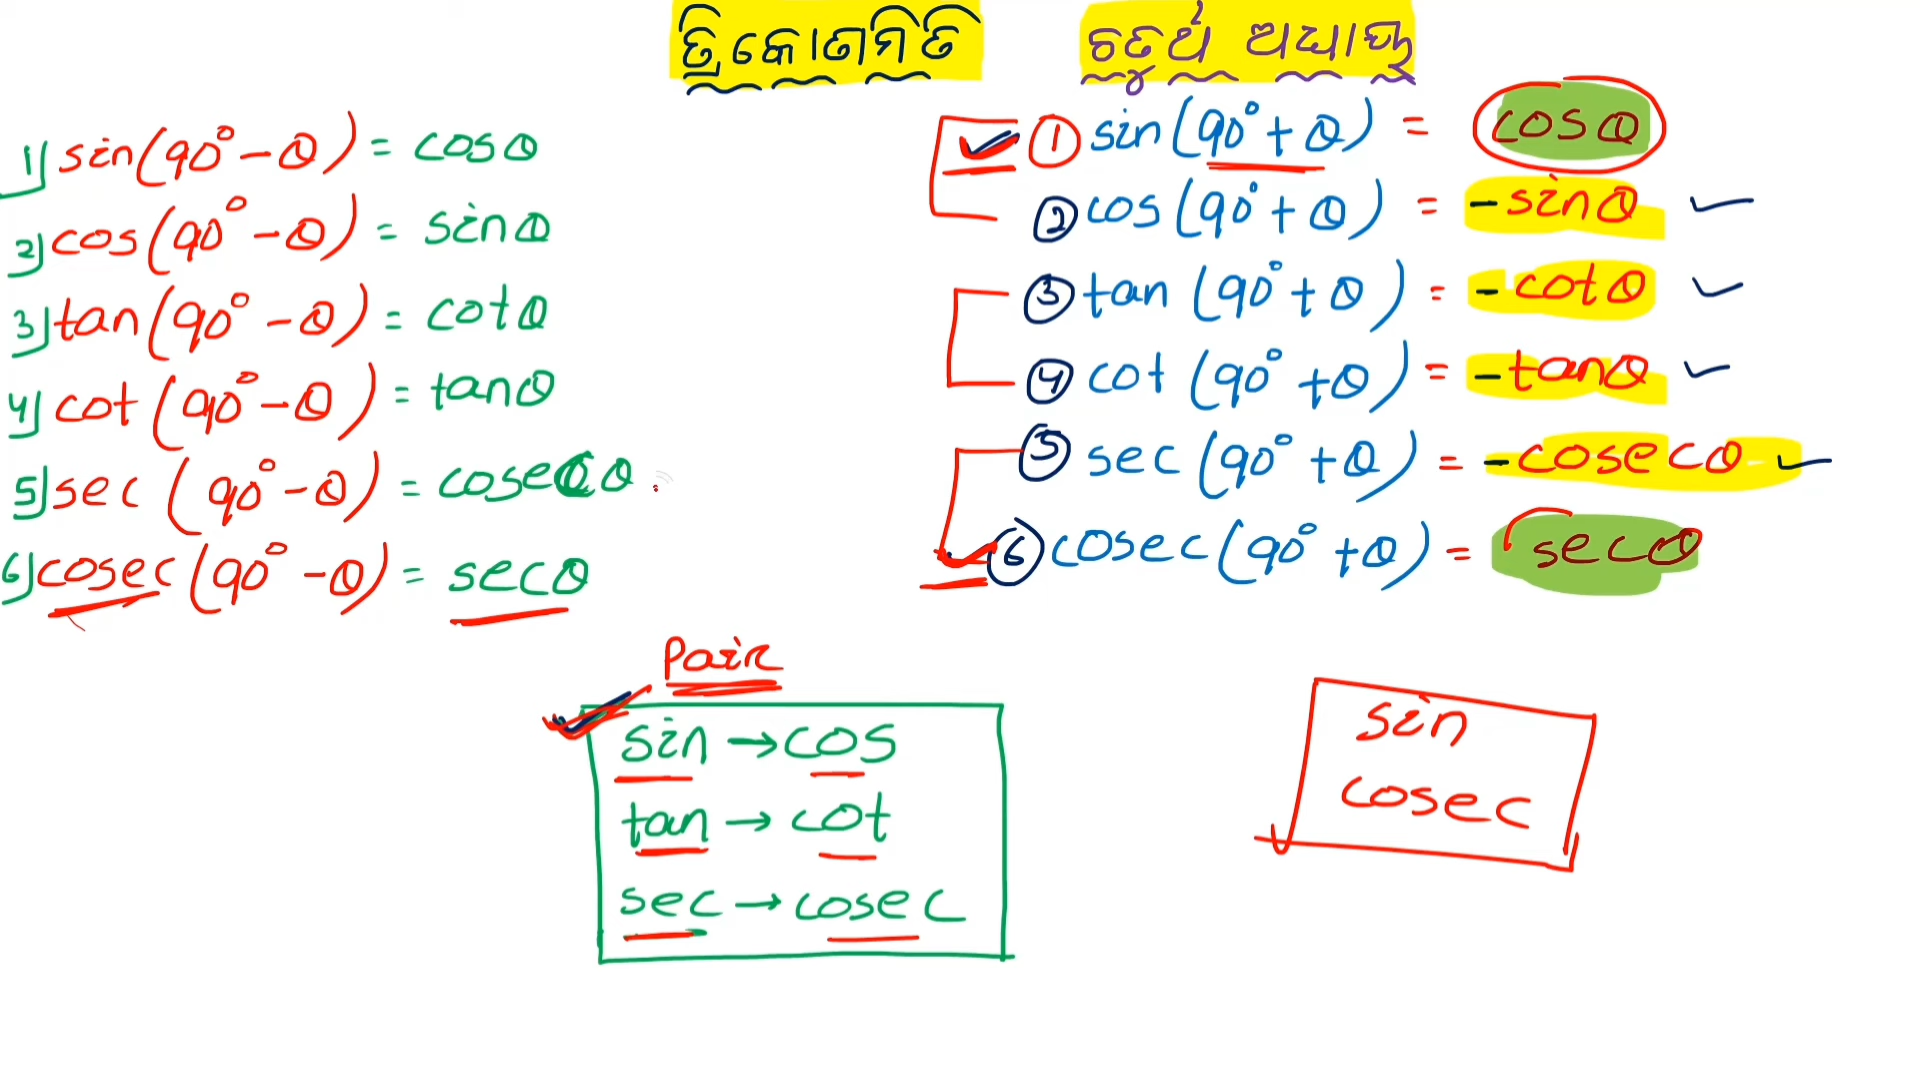 ତ୍ରିକୋଣମିତି ଚତୁର୍ଥ ଅଧ୍ୟାୟ
1) sin(90° - θ) = cosθ
2) cos(90° - θ) = sinθ
3) tan(90° - θ) = cotθ
4) cot(90° - θ) = tanθ
5) sec(90° - θ) = cosecθ
6) cosec(90° - θ) = secθ
① sin(90° + θ) = cosθ
② cos(90° + θ) = -sinθ
③ tan(90° + θ) = -cotθ
④ cot(90° + θ) = -tanθ
⑤ sec(90° + θ) = -cosecθ
⑥ cosec(90° + θ) = secθ
Pair
sin → cos
tan → cot
sec → cosec
sin
cosec